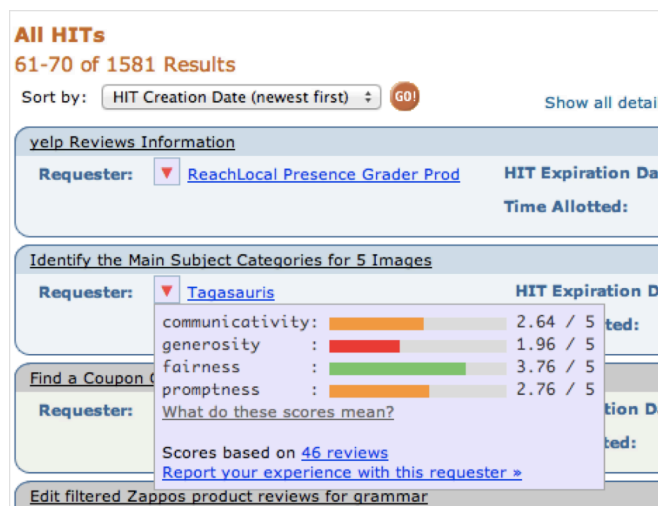 All HITs
61-70 of 1581 Results
Sort by: HIT Creation Date (newest first) GO!
Show all detai
yelp Reviews Information
Requester: ReachLocal Presence Grader Prod HIT Expiration Da
Time Allotted:
Identify the Main Subject Categories for 5 Images
Requester: Tagasauris HIT Expiration D
communicativity: 2.64 / 5 ted:
generosity : 1.96 / 5
fairness : 3.76 / 5
Find a Coupon
promptness : 2.76 / 5
Requester: What do these scores mean? tion D
Scores based on 46 reviews ted:
Report your experience with this requester »
Edit filtered Zappos product reviews for grammar